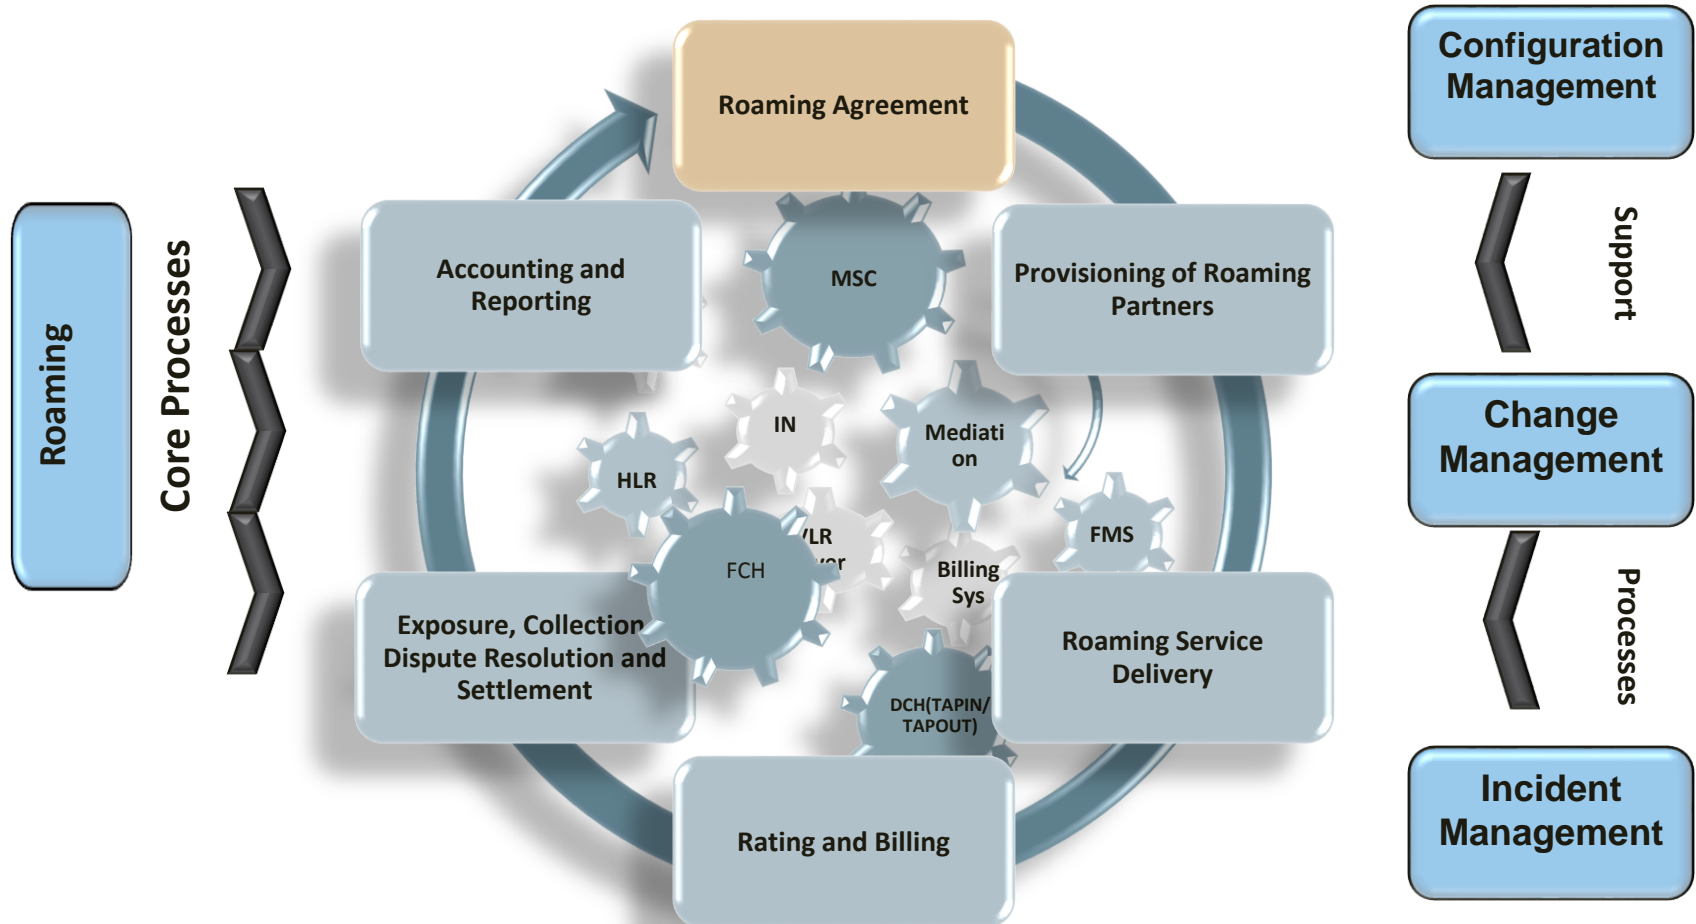 Roaming
Core Processes
Roaming Agreement
Accounting and
Reporting
Provisioning of Roaming
Partners
MSC
IN
Mediati
on
HLR
FMS
FCH
Billing
Sys
Exposure, Collection
Dispute Resolution and
Settlement
Roaming Service
Delivery
DCH(TAPIN/
TAPOUT)
Rating and Billing
Configuration
Management
Support
Change
Management
Processes
Incident
Management